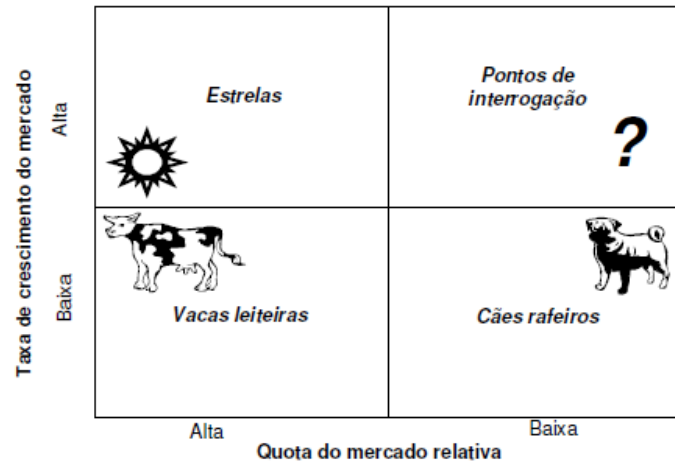 Taxa de crescimento do mercado
Alta
Baixa
Estrelas
Pontos de
interrogação
?
Vacas leiteiras
Cães rafeiros
Alta
Baixa
Quota do mercado relativa